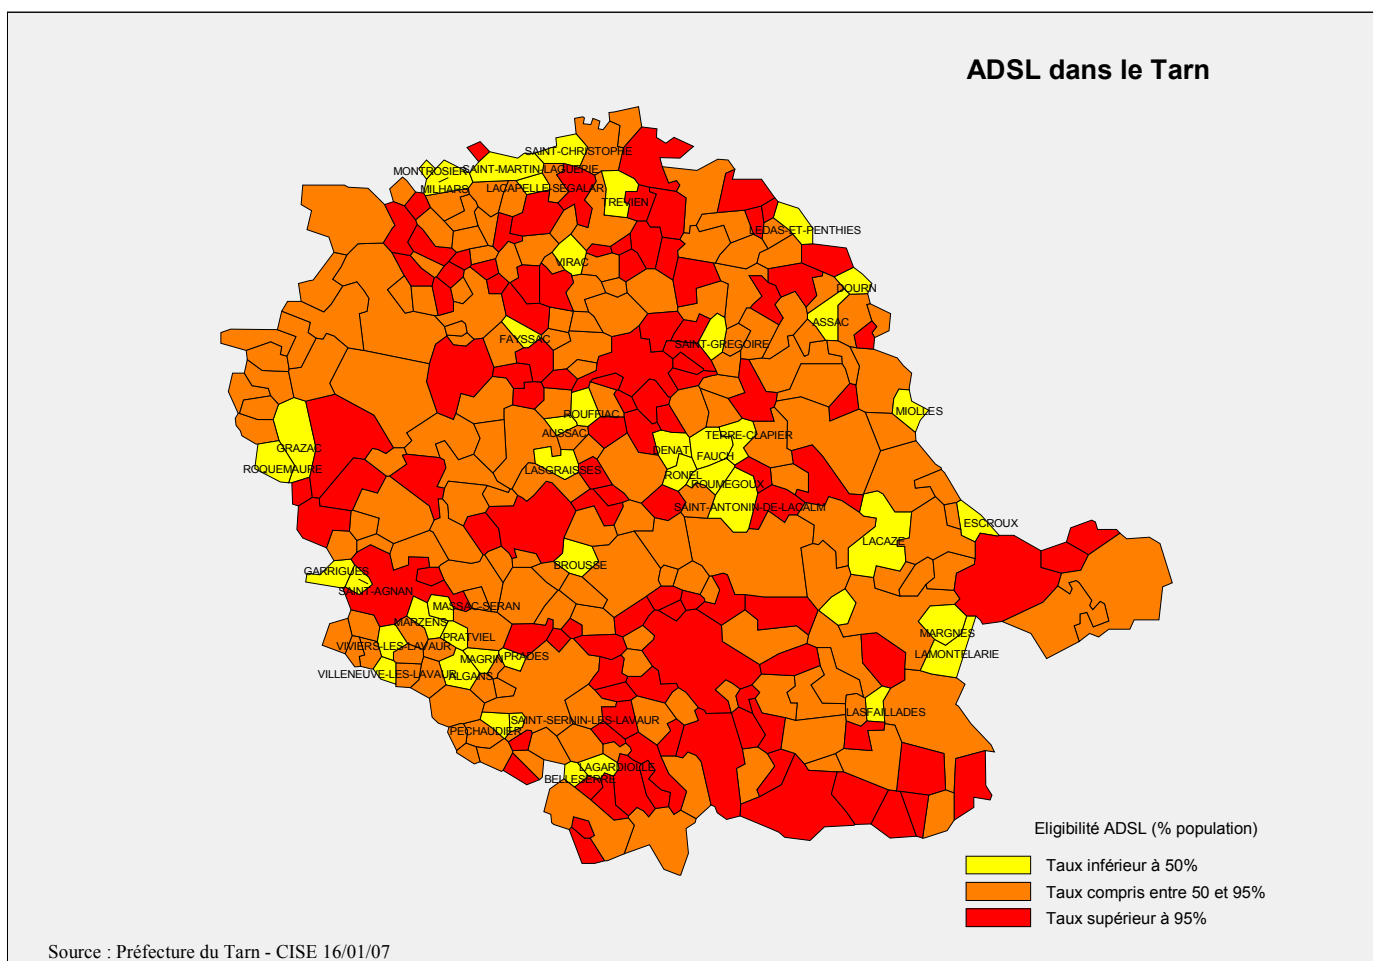 ADSL dans le Tarn
SAINT-CHRISTOPHE
MONTROSIER
SAINT-MARTIN-LAGUEPIE
MILHARS
LACAPELLE-SEGALAR
TREVIEN
LEDAS-ET-PENTHIES
VIRAC
DOURN
ASSAC
FAYSSAC
SAINT-GREGOIRE
MIOLLES
ROUFFIAC
AUSSAC
TERRE-CLAPIER
GRAZAC
DENAT
FAUCH
ROQUEMAURE
LASGRAISSES
RONEL
ROUMEGOUX
SAINT-ANTONIN-DE-LACALM
ESCROUX
LACAZE
BROUSSE
GARRIGUES
SAINT-AGNAN
MASSAC-SERAN
MARZENS
MARGNES
PRATVIEL
VIVIERS-LES-LAVAUR
LAMONTELARIE
MAGRIN
PRADES
VILLENEUVE-LES-LAVAUR
ALGANS
LASFAILLADES
SAINT-SERNIN-LES-LAVAUR
PECHAUDIER
LAGARDIOLLE
BELLESERRE
Eligibilité ADSL (% population)
Taux inférieur à 50%
Taux compris entre 50 et 95%
Taux supérieur à 95%
Source : Préfecture du Tarn - CISE 16/01/07